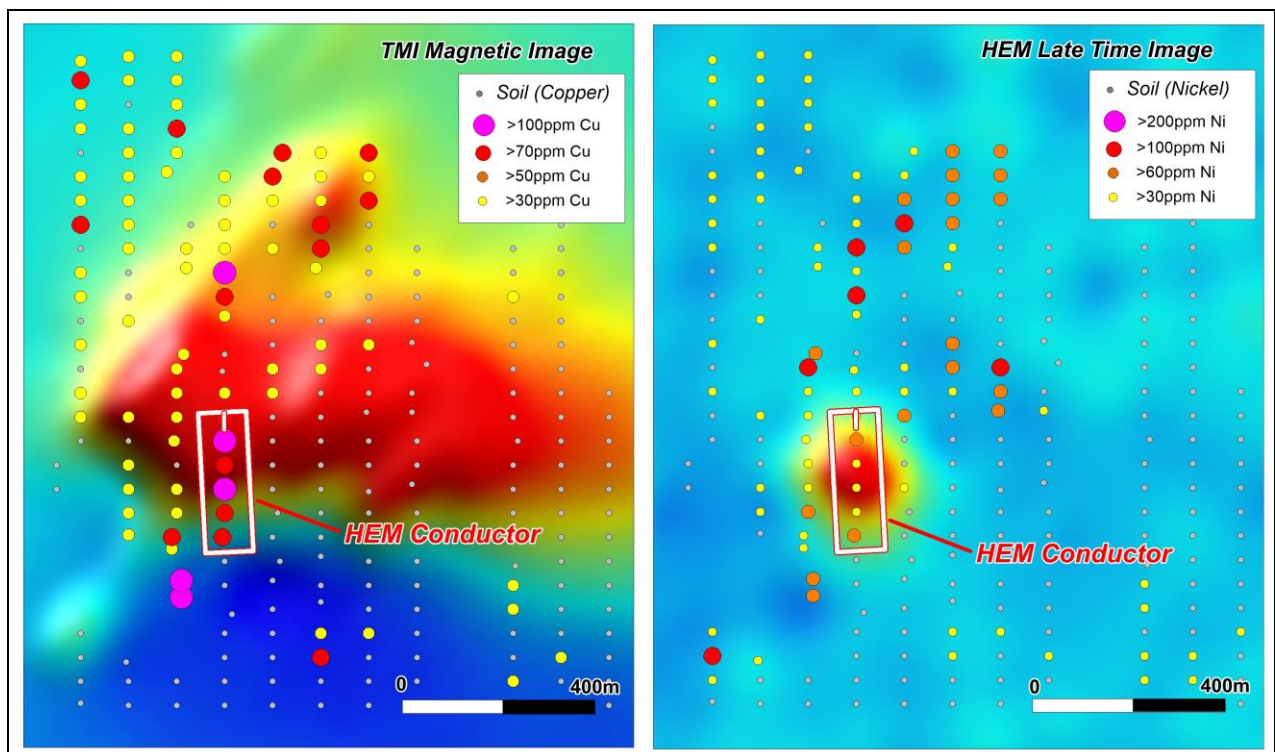 TMI Magnetic Image
Soil (Copper)
>100ppm Cu
>70ppm Cu
>50ppm Cu
>30ppm Cu
HEM Conductor
0
400m
HEM Late Time Image
Soil (Nickel)
>200ppm Ni
>100ppm Ni
>60ppm Ni
>30ppm Ni
HEM Conductor
0
400m